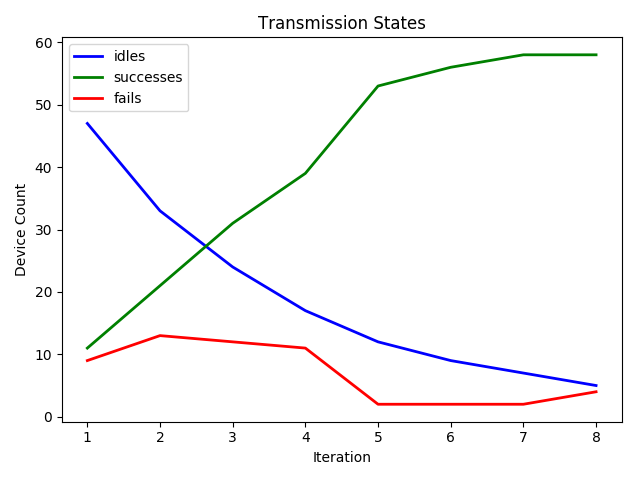 Transmission States
idles
successes
fails
Device Count
60
50
40
30
20
10
0
1 2 3 4 5 6 7 8
Iteration